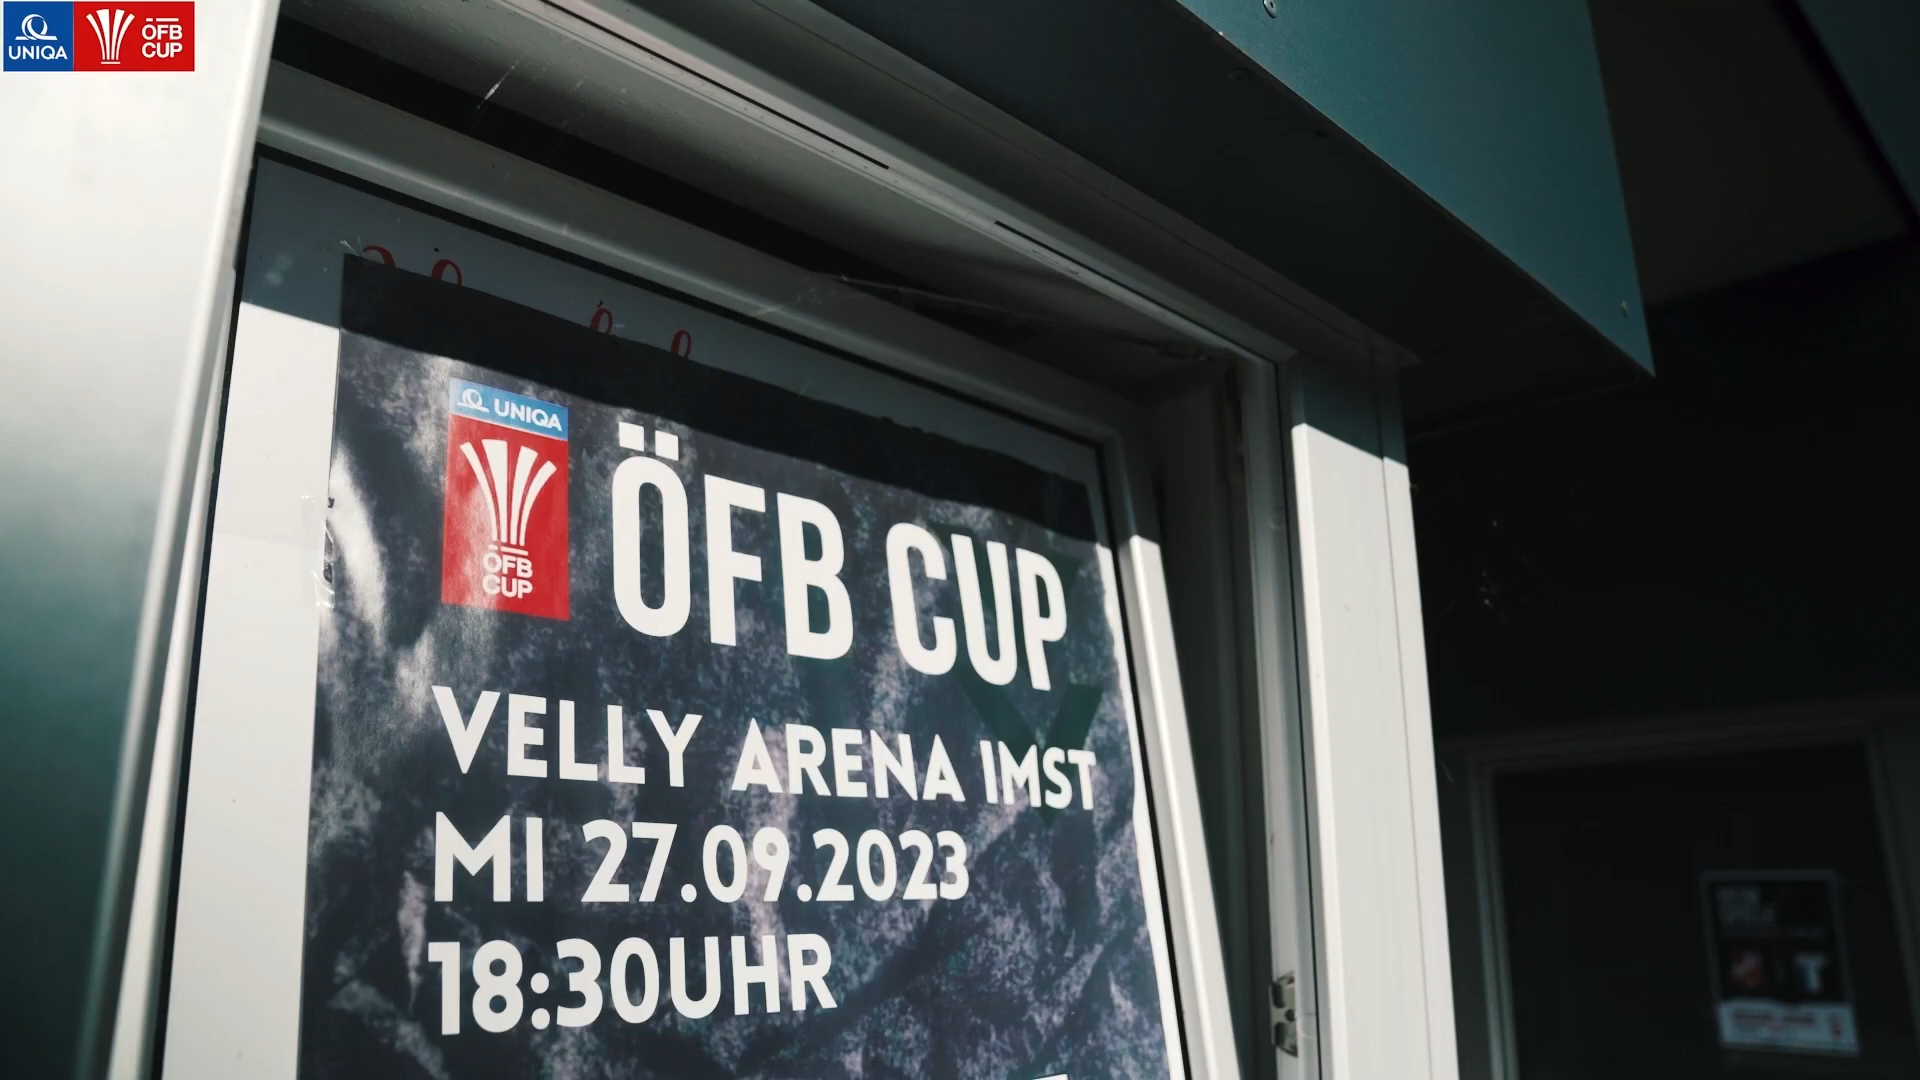 UNIQA
ÖFB
CUP
UNIQA
ÖFB
CUP
ÖFB CUP
VELLY ARENA IMST
MI 27.09.2023
18:30UHR